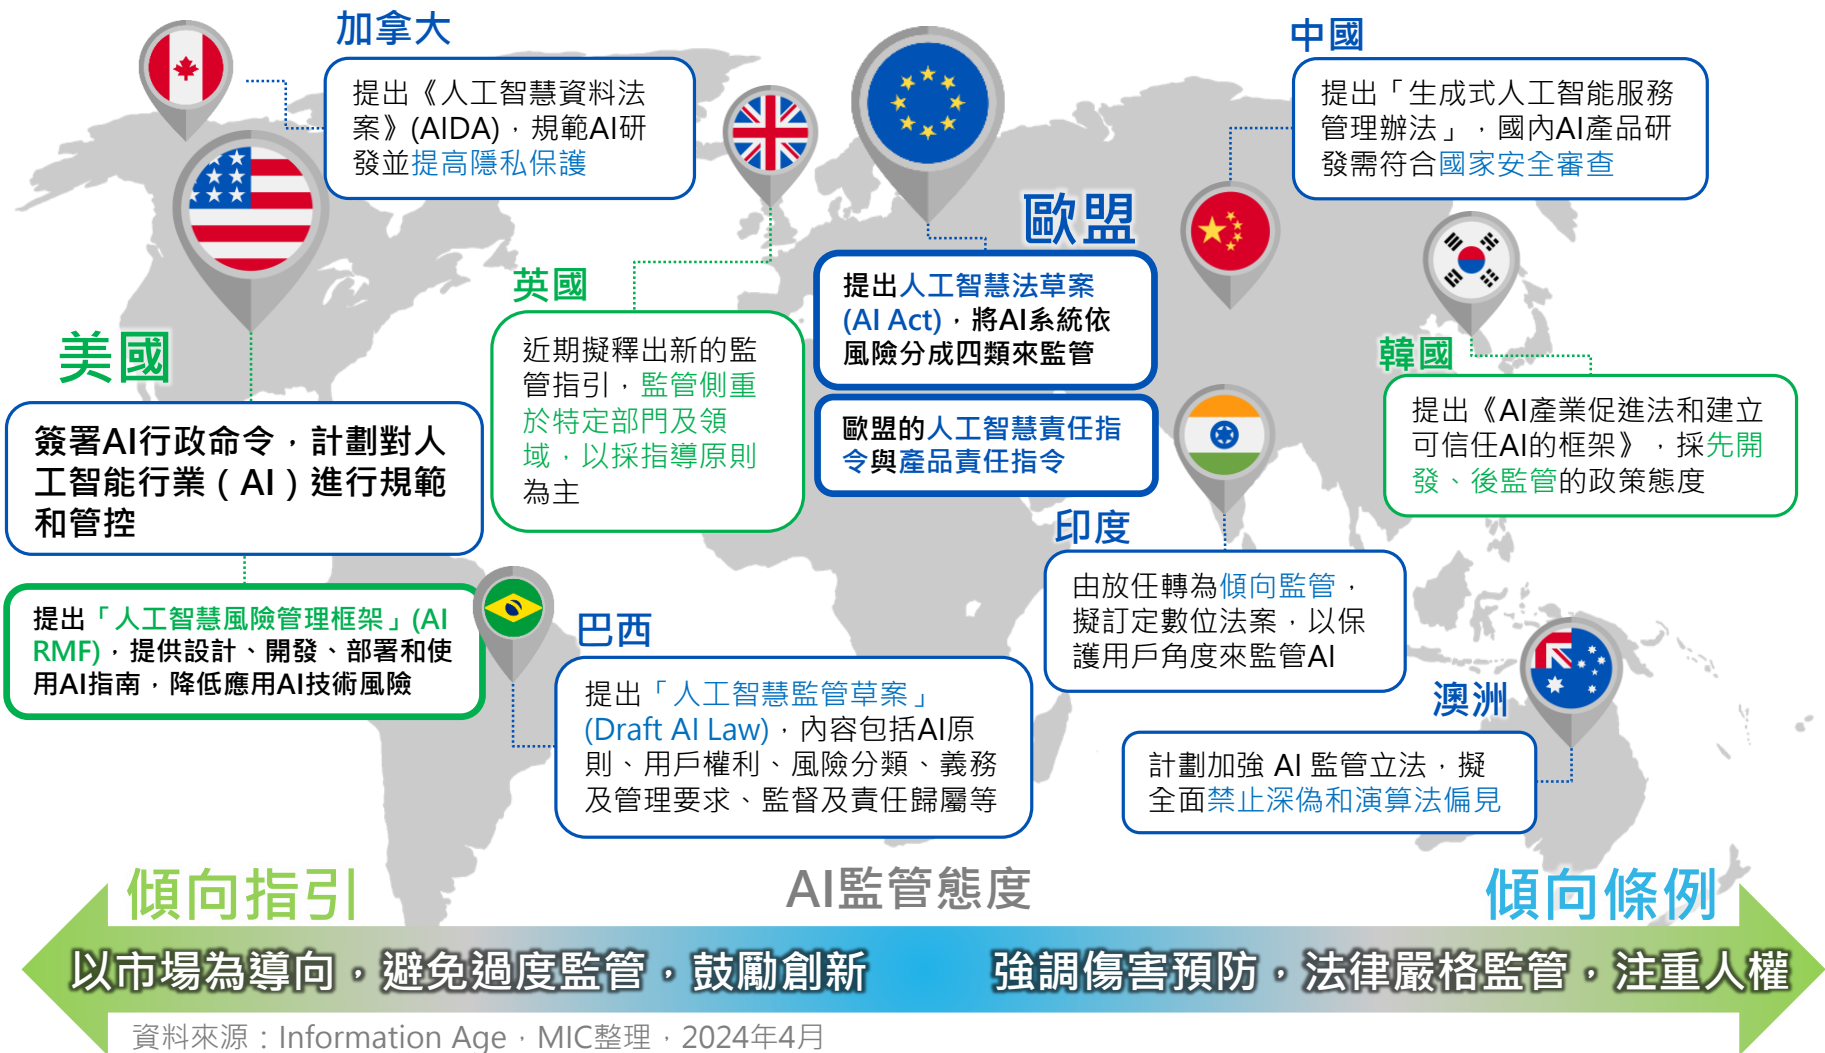 加拿大
提出《人工智慧資料法
案》(AIDA)，規範AI研
發並提高隱私保護
中國
提出「生成式人工智能服務
管理辦法」，國內AI產品研
發需符合國家安全審查
歐盟
提出人工智慧法草案
(AI Act)，將AI系統依
風險分成四類來監管
歐盟的人工智慧責任指
令與產品責任指令
英國
近期擬釋出新的監
管指引，監管側重
於特定部門及領
域，以採指導原則
為主
美國
簽署AI行政命令，計劃對人
工智能行業（AI）進行規範
和管控
提出「人工智慧風險管理框架」(AI
RMF)，提供設計、開發、部署和使
用AI指南，降低應用AI技術風險
韓國
提出《AI產業促進法和建立
可信任AI的框架》，採先開
發、後監管的政策態度
印度
由放任轉為傾向監管，
擬訂定數位法案，以保
護用戶角度來監管AI
巴西
提出「人工智慧監管草案」
(Draft AI Law)，內容包括AI原
則、用戶權利、風險分類、義務
及管理要求、監督及責任歸屬等
澳洲
計劃加強 AI 監管立法，擬
全面禁止深偽和演算法偏見
傾向指引
AI監管態度
傾向條例
以市場為導向，避免過度監管，鼓勵創新
強調傷害預防，法律嚴格監管，注重人權
資料來源：Information Age，MIC整理，2024年4月